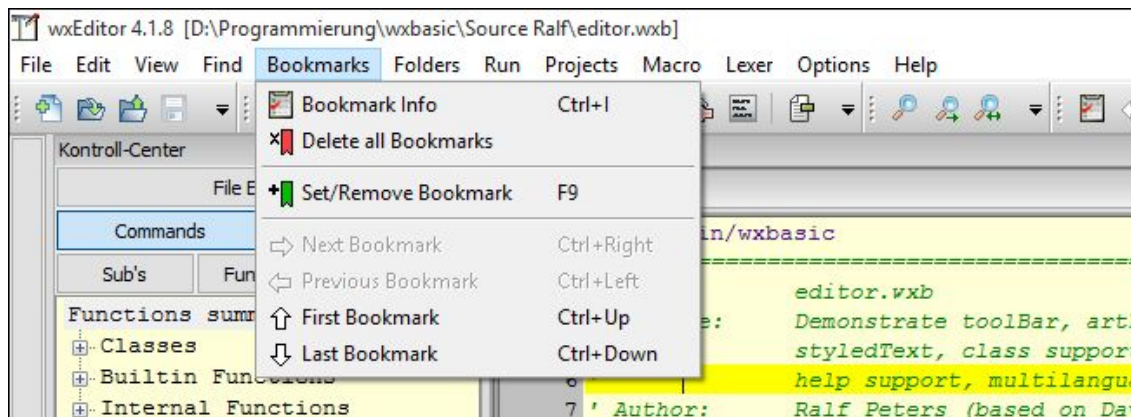 wxEditor 4.1.8 [D:\Programmierung\wxbasic\Source Ralf\editor.wxb]
File Edit View Find Bookmarks Folders Run Projects Macro Lexer Options Help
Bookmark Info Ctrl+I
Delete all Bookmarks
Set/Remove Bookmark F9
Next Bookmark Ctrl+Right
Previous Bookmark Ctrl+Left
First Bookmark Ctrl+Up
Last Bookmark Ctrl+Down
Kontroll-Center
File
Commands
Sub's
Functions
Classes
Builtin Functions
Internal Functions
in/wxbasic
editor.wxb
Demonstrate toolBar,
styledText, class
help support,
7 ' Author: Ralf Peters (based on